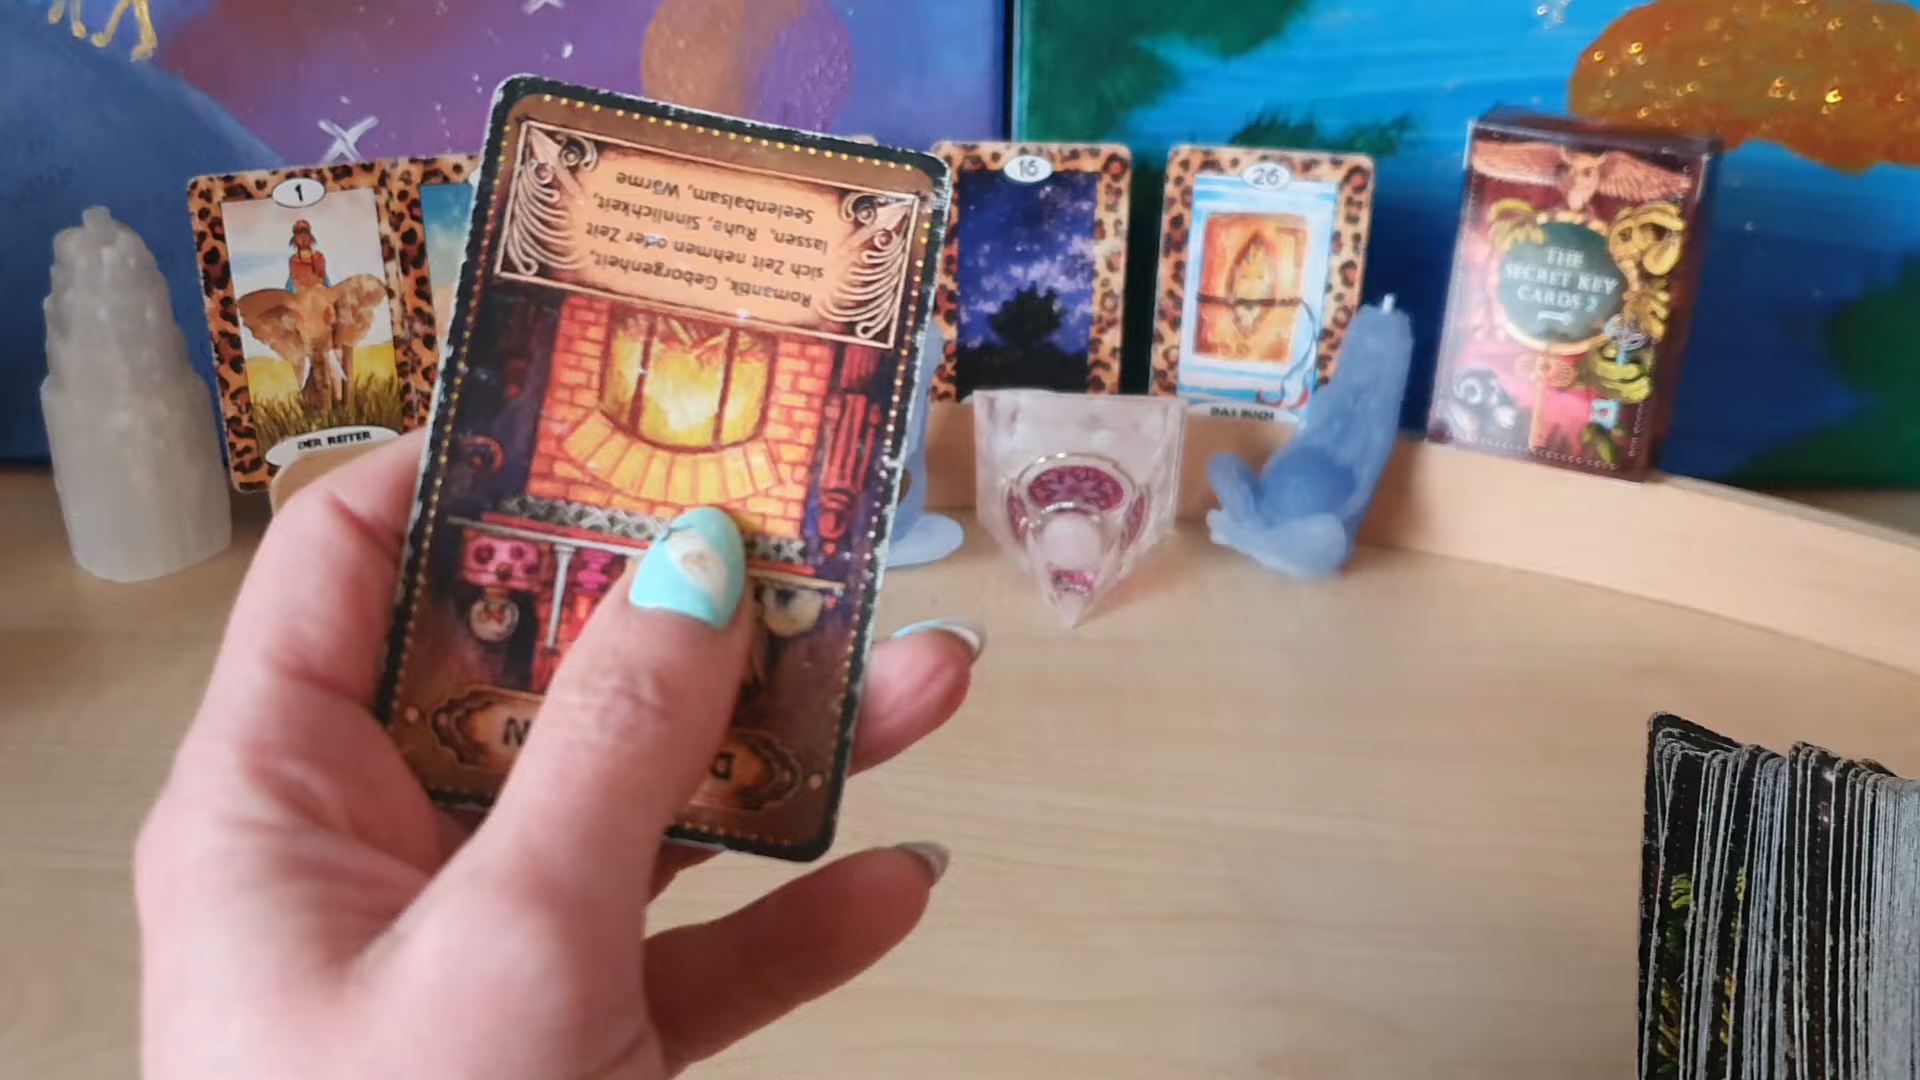 Romantik, Geborgenheit,
sich Zeit nehmen oder Zeit
lassen, Ruhe, Sinnlichkeit,
Seelenbalsam, Wärme
1
DER REITER
16
26
DAS BUCH
THE
SECRET KEY
CARDS 2